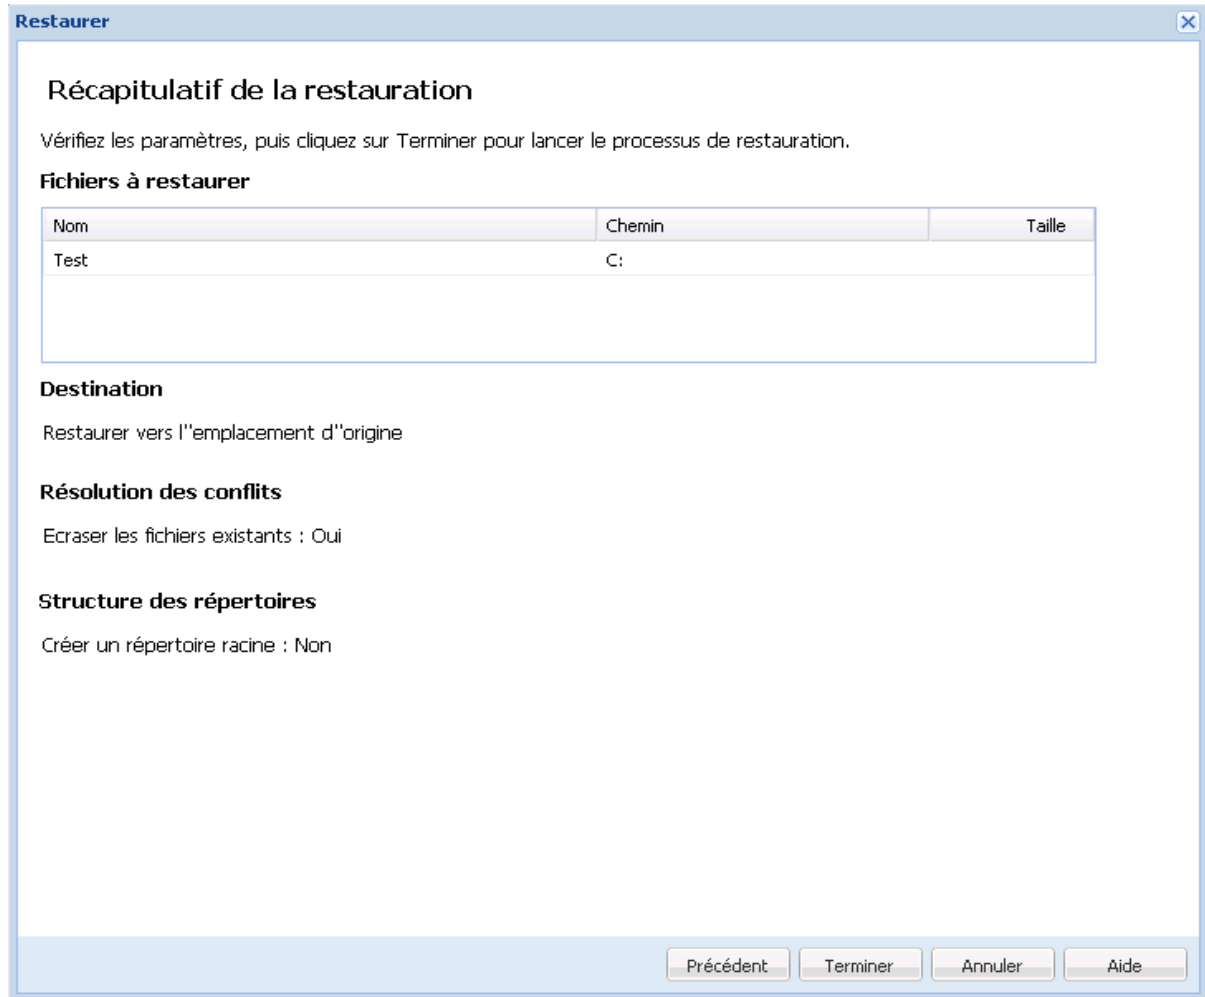 Restaurer
Récapitulatif de la restauration
Vérifiez les paramètres, puis cliquez sur Terminer pour lancer le processus de restauration.
Fichiers à restaurer
Nom Chemin Taille
Test C:
Destination
Restaurer vers l''emplacement d''origine
Résolution des conflits
Ecraser les fichiers existants : Oui
Structure des répertoires
Créer un répertoire racine : Non
Précédent Terminer Annuler Aide